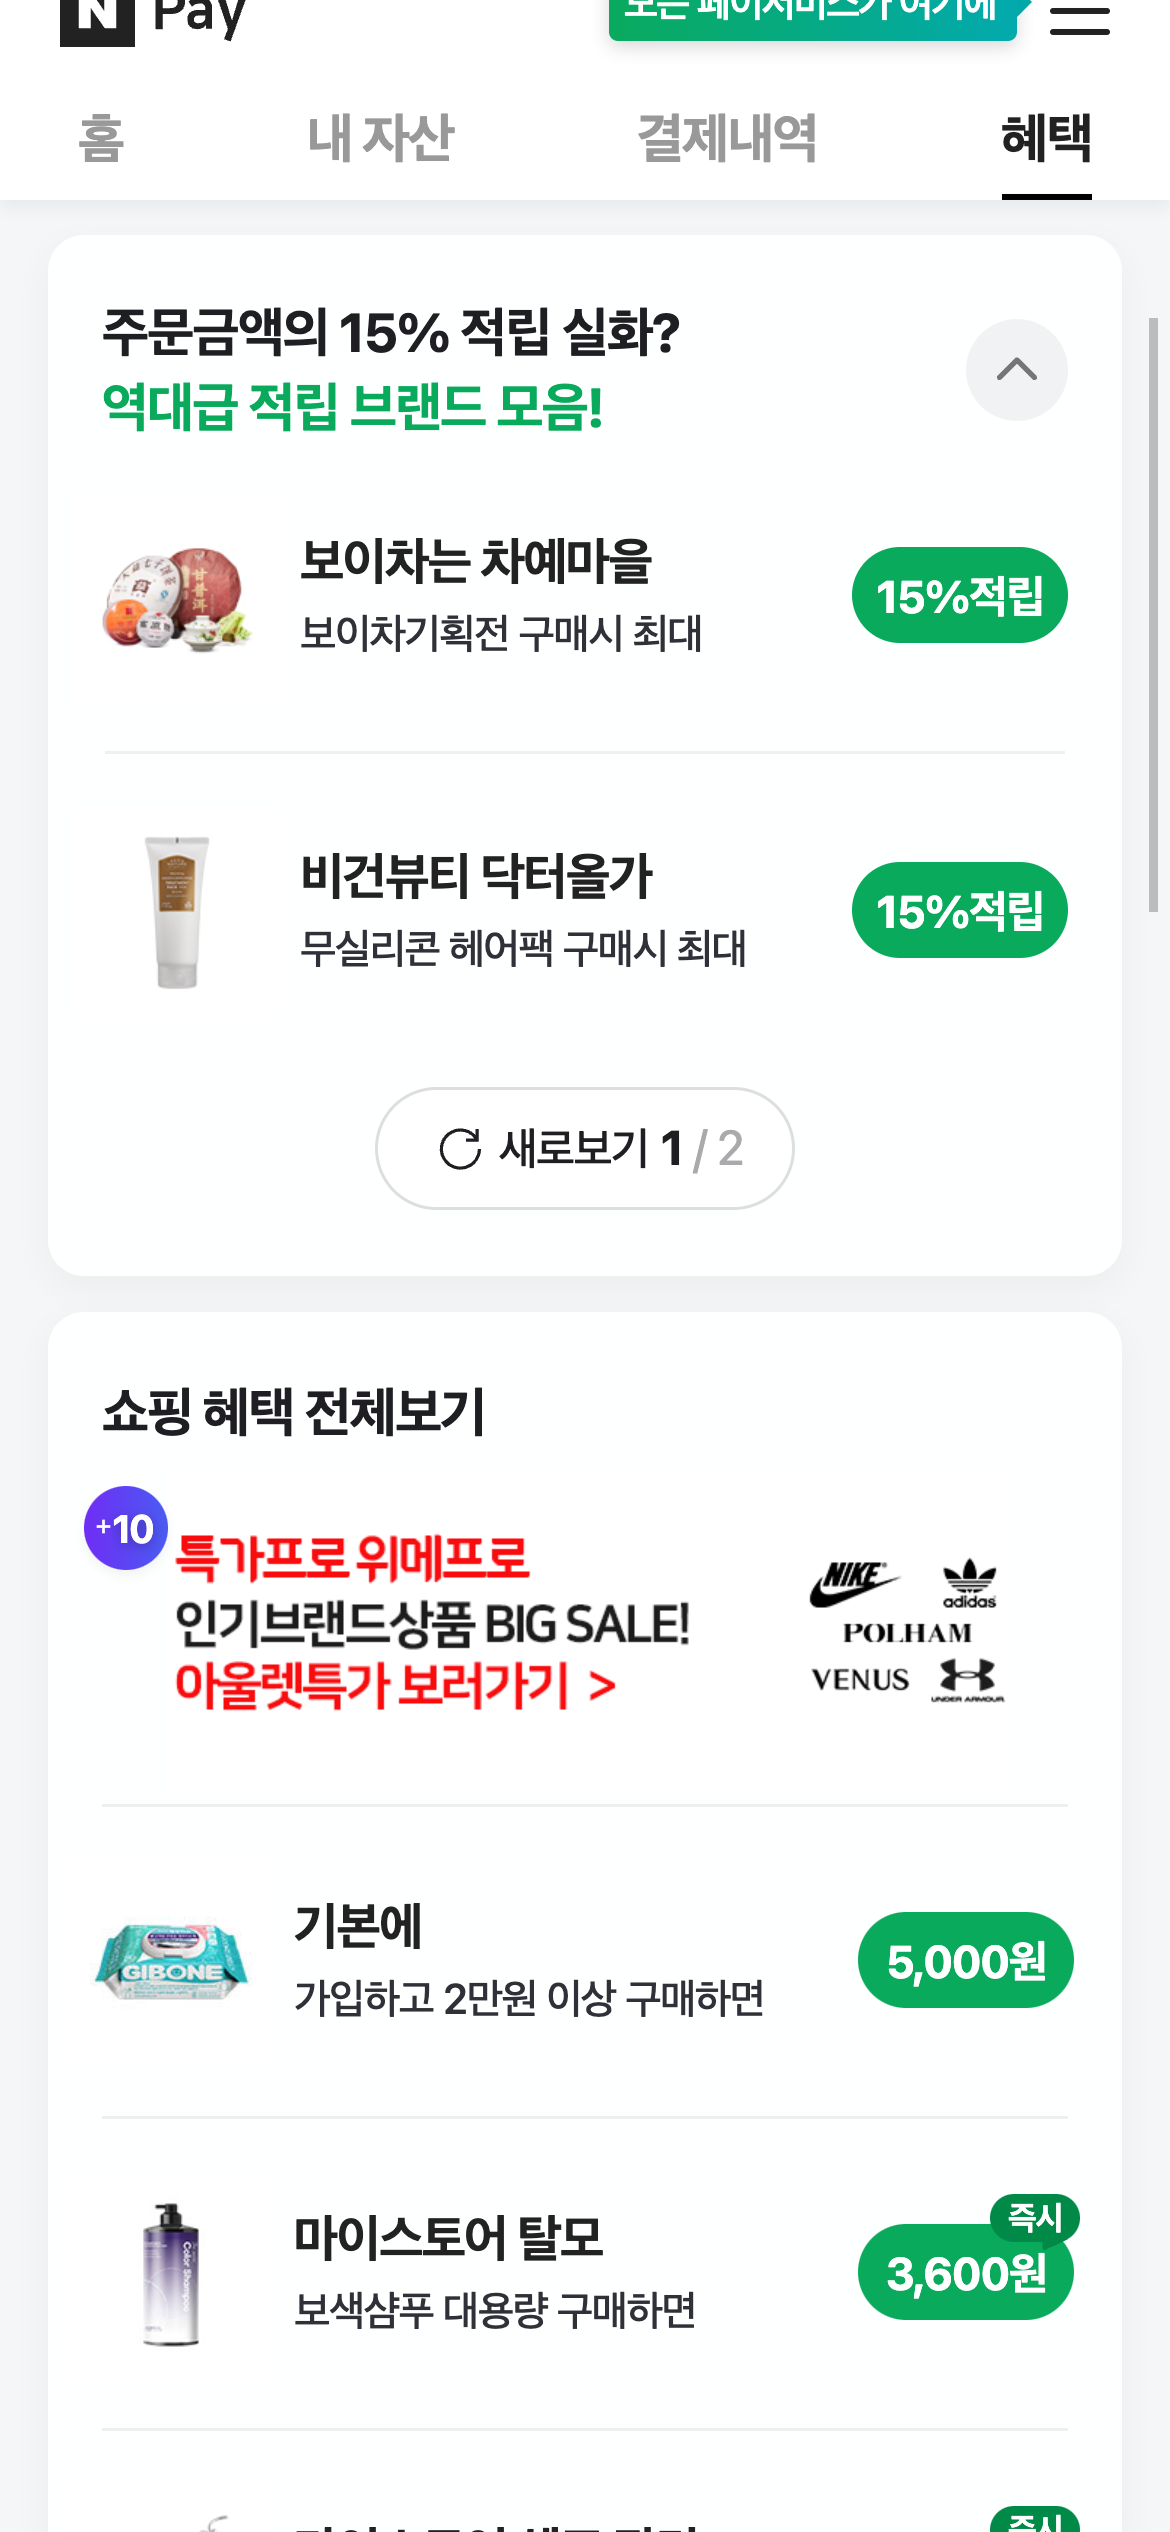 N Pay
모든 페이서비스가 여기에
홈 내 자산 결제내역 혜택
주문금액의 15% 적립 실화?
역대급 적립 브랜드 모음!
보이차는 차예마을
보이차기획전 구매시 최대
15%적립
비건뷰티 닥터올가
무실리콘 헤어팩 구매시 최대
15%적립
새로보기 1 / 2
쇼핑 혜택 전체보기
+10
특가프로 위메프로
인기브랜드상품 BIG SALE!
아울렛특가 보러가기 >
NIKE
adidas
POLHAM
VENUS
UNDER ARMOUR
기본에
가입하고 2만원 이상 구매하면
5,000원
GIBONE
마이스토어 탈모
보색샴푸 대용량 구매하면
즉시
3,600원
Color Shampoo
즉시